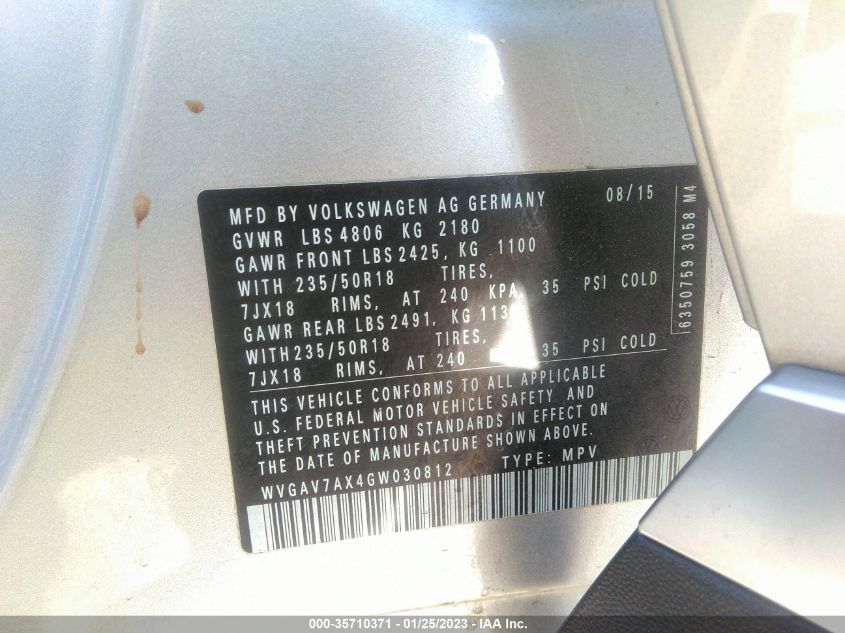 MFD BY VOLKSWAGEN AG GERMANY 08/15
GVWR LBS 4806 KG 2180
GAWR FRONT LBS 2425, KG 1100
WITH 235/50R18 TIRES,
7JX18 RIMS, AT 240 KPA, 35 PSI COLD
GAWR REAR LBS 2491, KG
WITH 235/50R18 TIRES,
7JX18 RIMS, AT 240 35 PSI COLD
THIS VEHICLE CONFORMS TO ALL APPLICABLE
U.S. FEDERAL MOTOR VEHICLE SAFETY AND
THEFT PREVENTION STANDARDS IN EFFECT ON
THE DATE OF MANUFACTURE SHOWN ABOVE.
WVGAV7AX4GW030812 TYPE: MPV
6350759 3058 M4
000-35710371 - 01/25/2023 - IAA Inc.